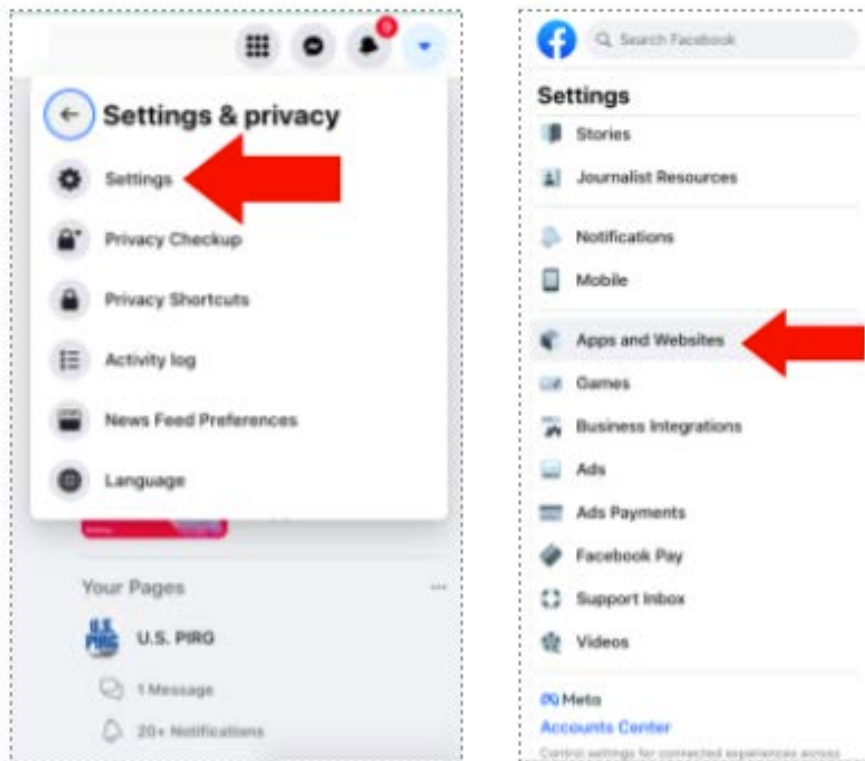 9
Settings & privacy
Settings
Privacy Checkup
Privacy Shortcuts
Activity log
News Feed Preferences
Language
Your Pages
U.S. PIRG
U.S. PIRG
1 Message
20+ Notifications
Search Facebook
Settings
Stories
Journalist Resources
Notifications
Mobile
Apps and Websites
Games
Business Integrations
Ads
Ads Payments
Facebook Pay
Support Inbox
Videos
Meta
Accounts Center
Control settings for connected experiences across